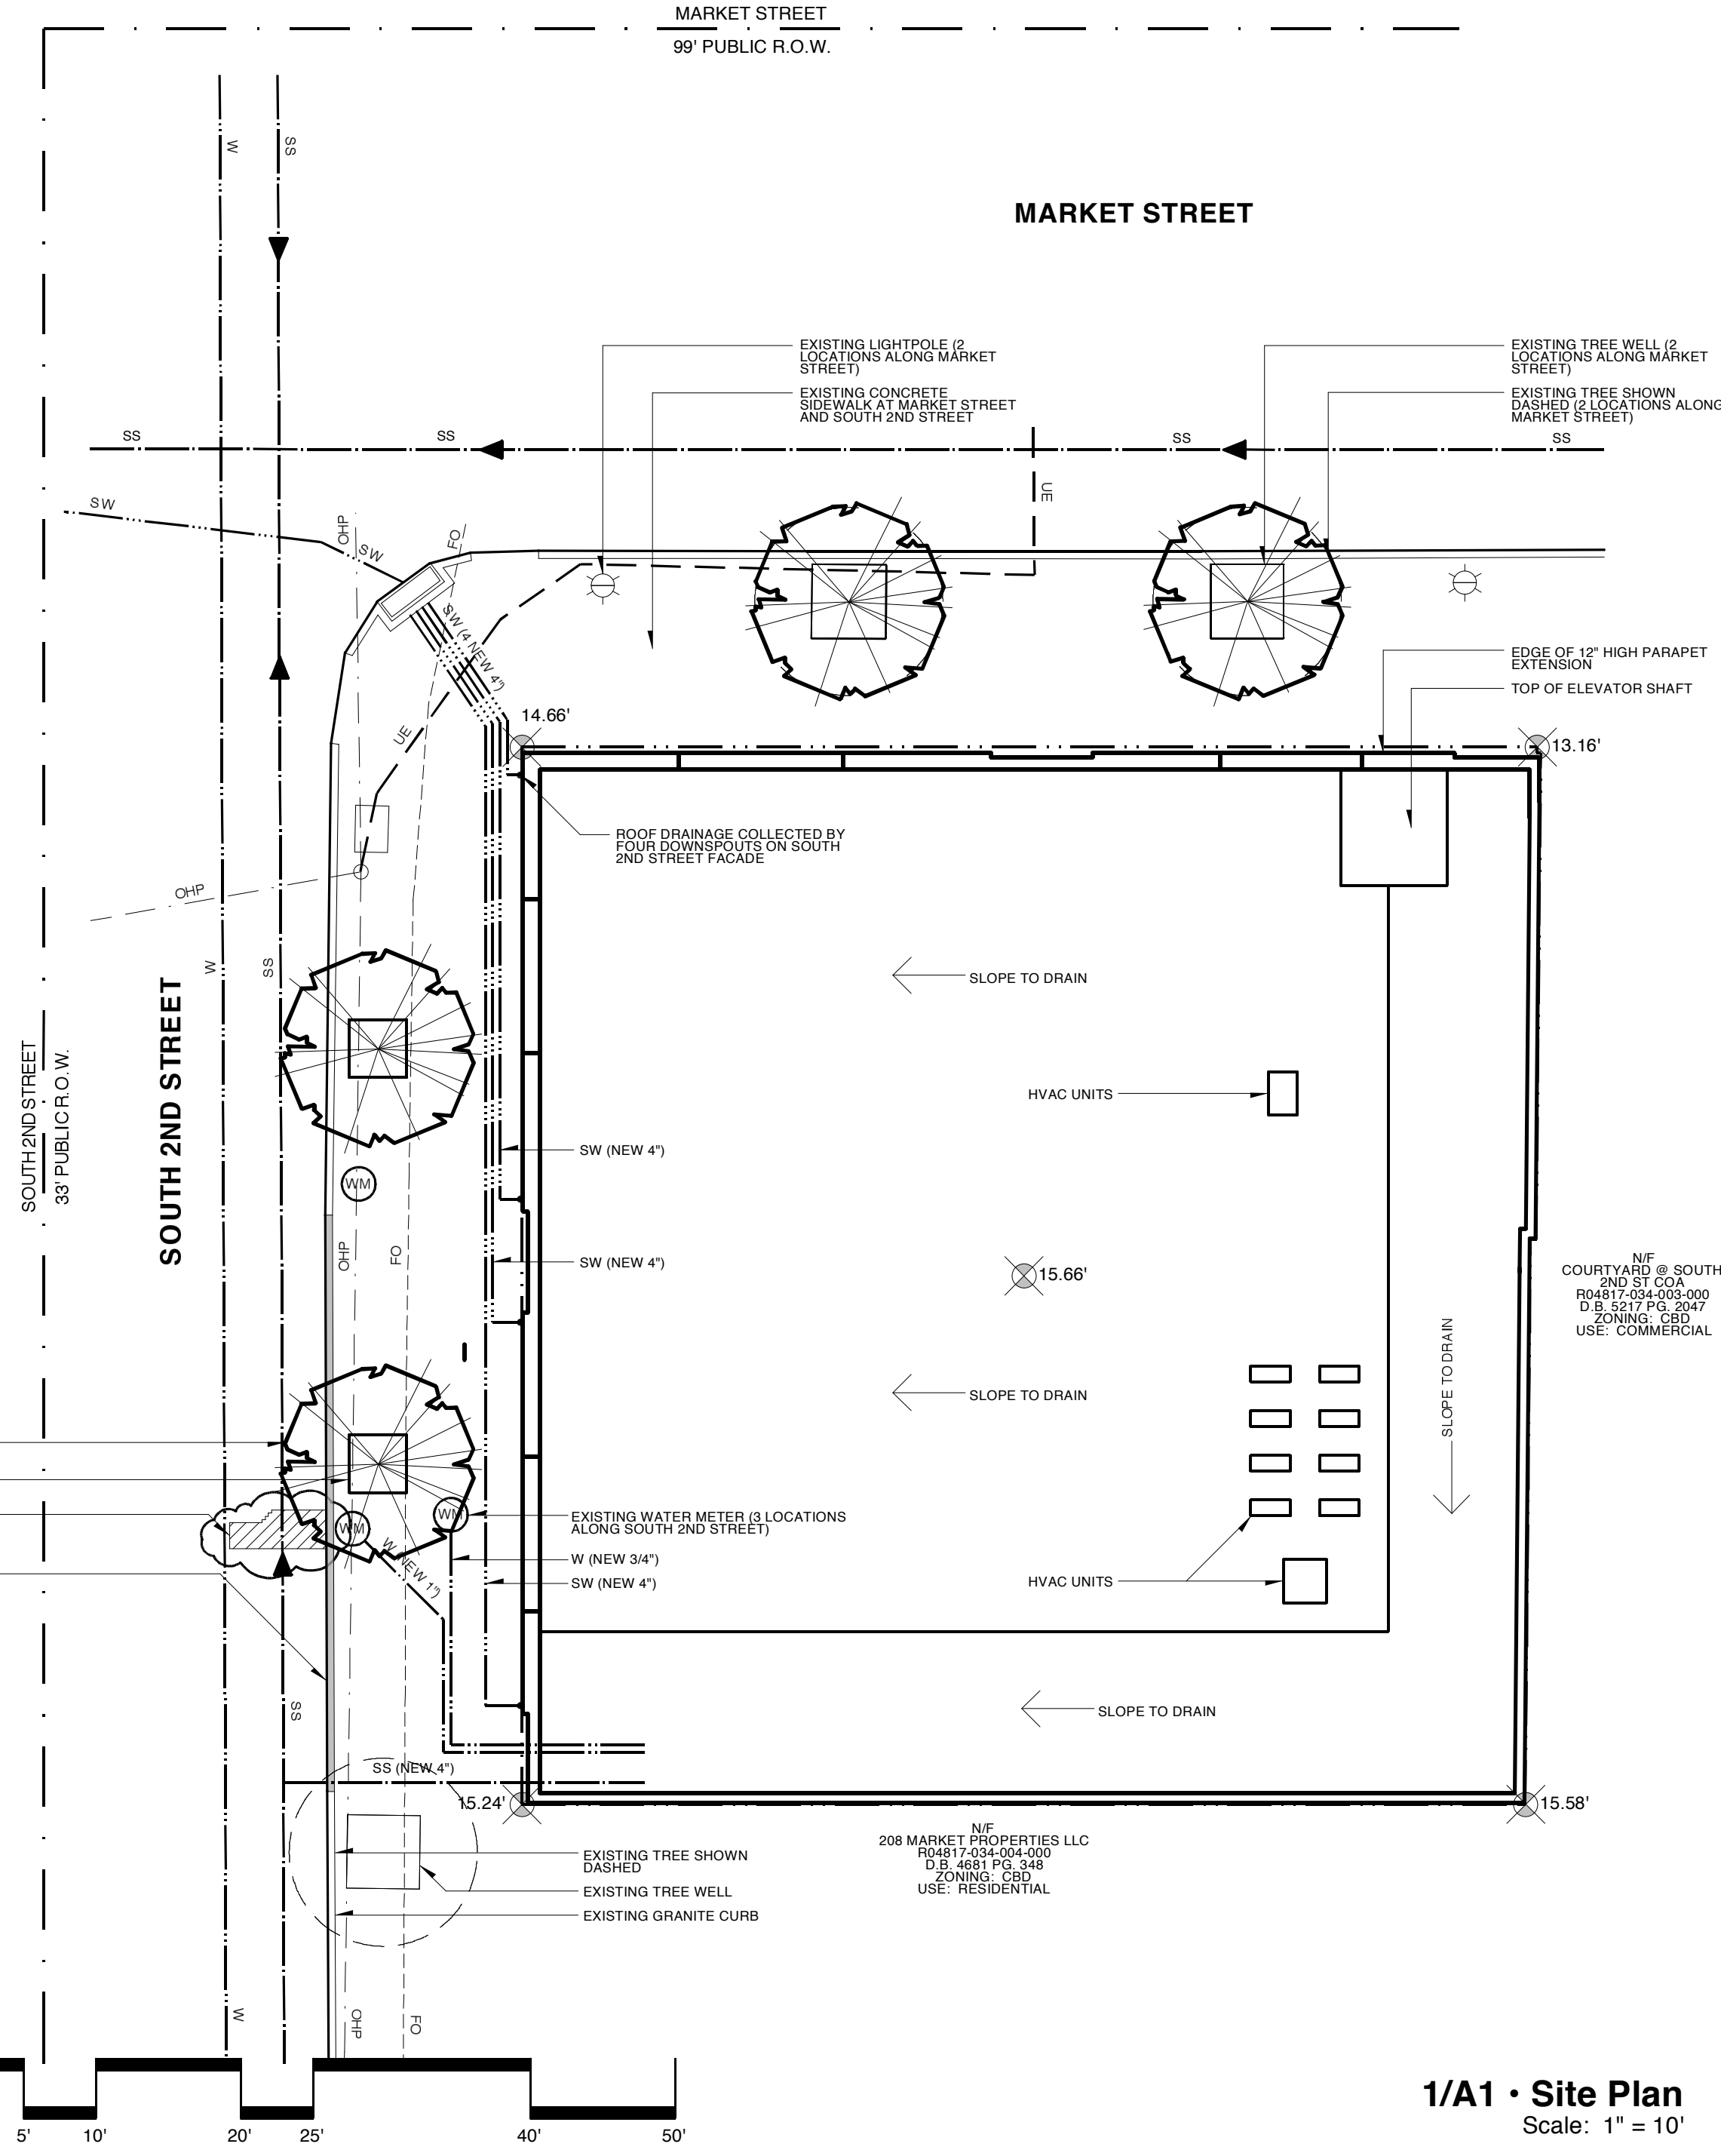 MARKET STREET
99' PUBLIC R.O.W.
W
SS
MARKET STREET
EXISTING LIGHTPOLE (2
LOCATIONS ALONG MARKET
STREET)
EXISTING CONCRETE
SIDEWALK AT MARKET STREET
AND SOUTH 2ND STREET
EXISTING TREE WELL (2
LOCATIONS ALONG MARKET
STREET)
EXISTING TREE SHOWN
DASHED (2 LOCATIONS ALONG
MARKET STREET)
SS
SS
SS
SS
UE
SW
OHP
SW
FO
SW (4 NEW 4")
UE
EDGE OF 12" HIGH PARAPET
EXTENSION
TOP OF ELEVATOR SHAFT
14.66'
13.16'
ROOF DRAINAGE COLLECTED BY
FOUR DOWNSPOUTS ON SOUTH
2ND STREET FACADE
OHP
W
SS
SLOPE TO DRAIN
SOUTH 2ND STREET
33' PUBLIC R.O.W.
SOUTH 2ND STREET
HVAC UNITS
SW (NEW 4")
WM
OHP
FO
SW (NEW 4")
15.66'
N/F
COURTYARD @ SOUTH
2ND ST COA
R04817-034-003-000
D.B. 5217 PG. 2047
ZONING: CBD
USE: COMMERCIAL
SLOPE TO DRAIN
SLOPE TO DRAIN
WM
WM
EXISTING WATER METER (3 LOCATIONS
ALONG SOUTH 2ND STREET)
W (NEW 1")
W (NEW 3/4")
SW (NEW 4")
HVAC UNITS
SS
SLOPE TO DRAIN
SS (NEW 4")
15.24'
15.58'
N/F
208 MARKET PROPERTIES LLC
R04817-034-004-000
D.B. 4681 PG. 348
ZONING: CBD
USE: RESIDENTIAL
EXISTING TREE SHOWN
DASHED
EXISTING TREE WELL
EXISTING GRANITE CURB
W
OHP
FO
5' 10' 20' 25' 40' 50'
1/A1 • Site Plan
Scale: 1" = 10'